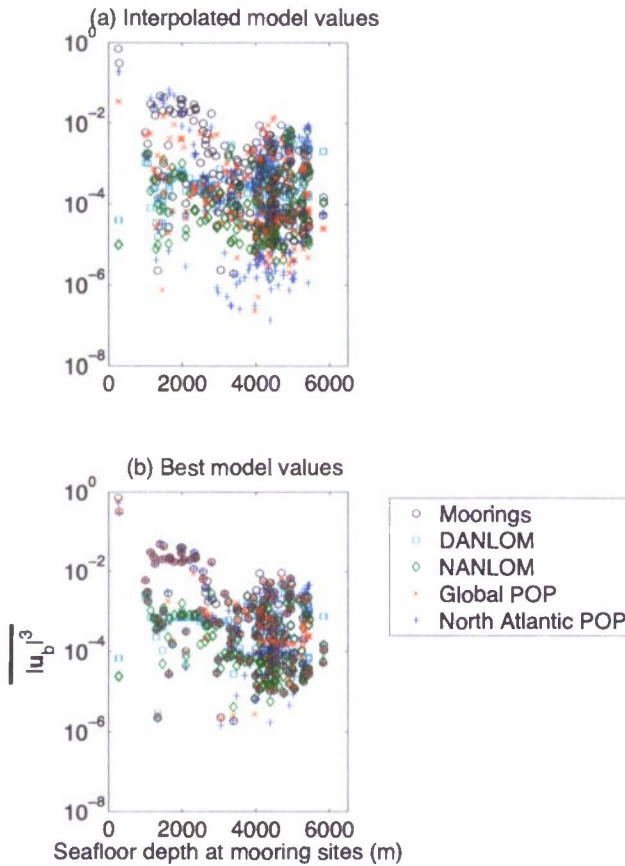 (a) Interpolated model values
10^0
10^-2
10^-4
10^-6
10^-8
0 2000 4000 6000
(b) Best model values
10^0
10^-2
10^-4
10^-6
10^-8
0 2000 4000 6000
Seafloor depth at mooring sites (m)
|u_b|^3
Moorings
DANLOM
NANLOM
Global POP
North Atlantic POP